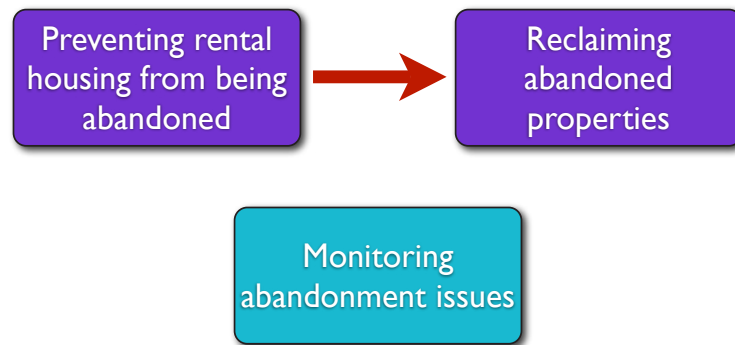 Preventing rental
housing from being
abandoned
Reclaiming
abandoned
properties
Monitoring
abandonment issues